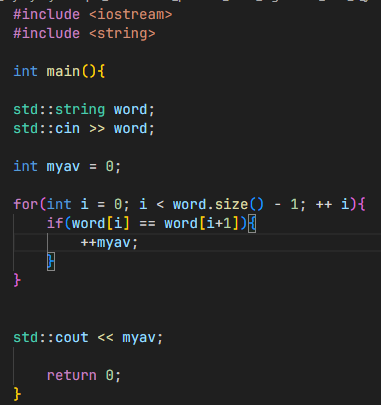 #include <iostream>
#include <string>
int main(){
std::string word;
std::cin >> word;
int myav = 0;
for(int i = 0; i < word.size() - 1; ++ i){
if(word[i] == word[i+1]){
++myav;
}
}
std::cout << myav;
return 0;
}